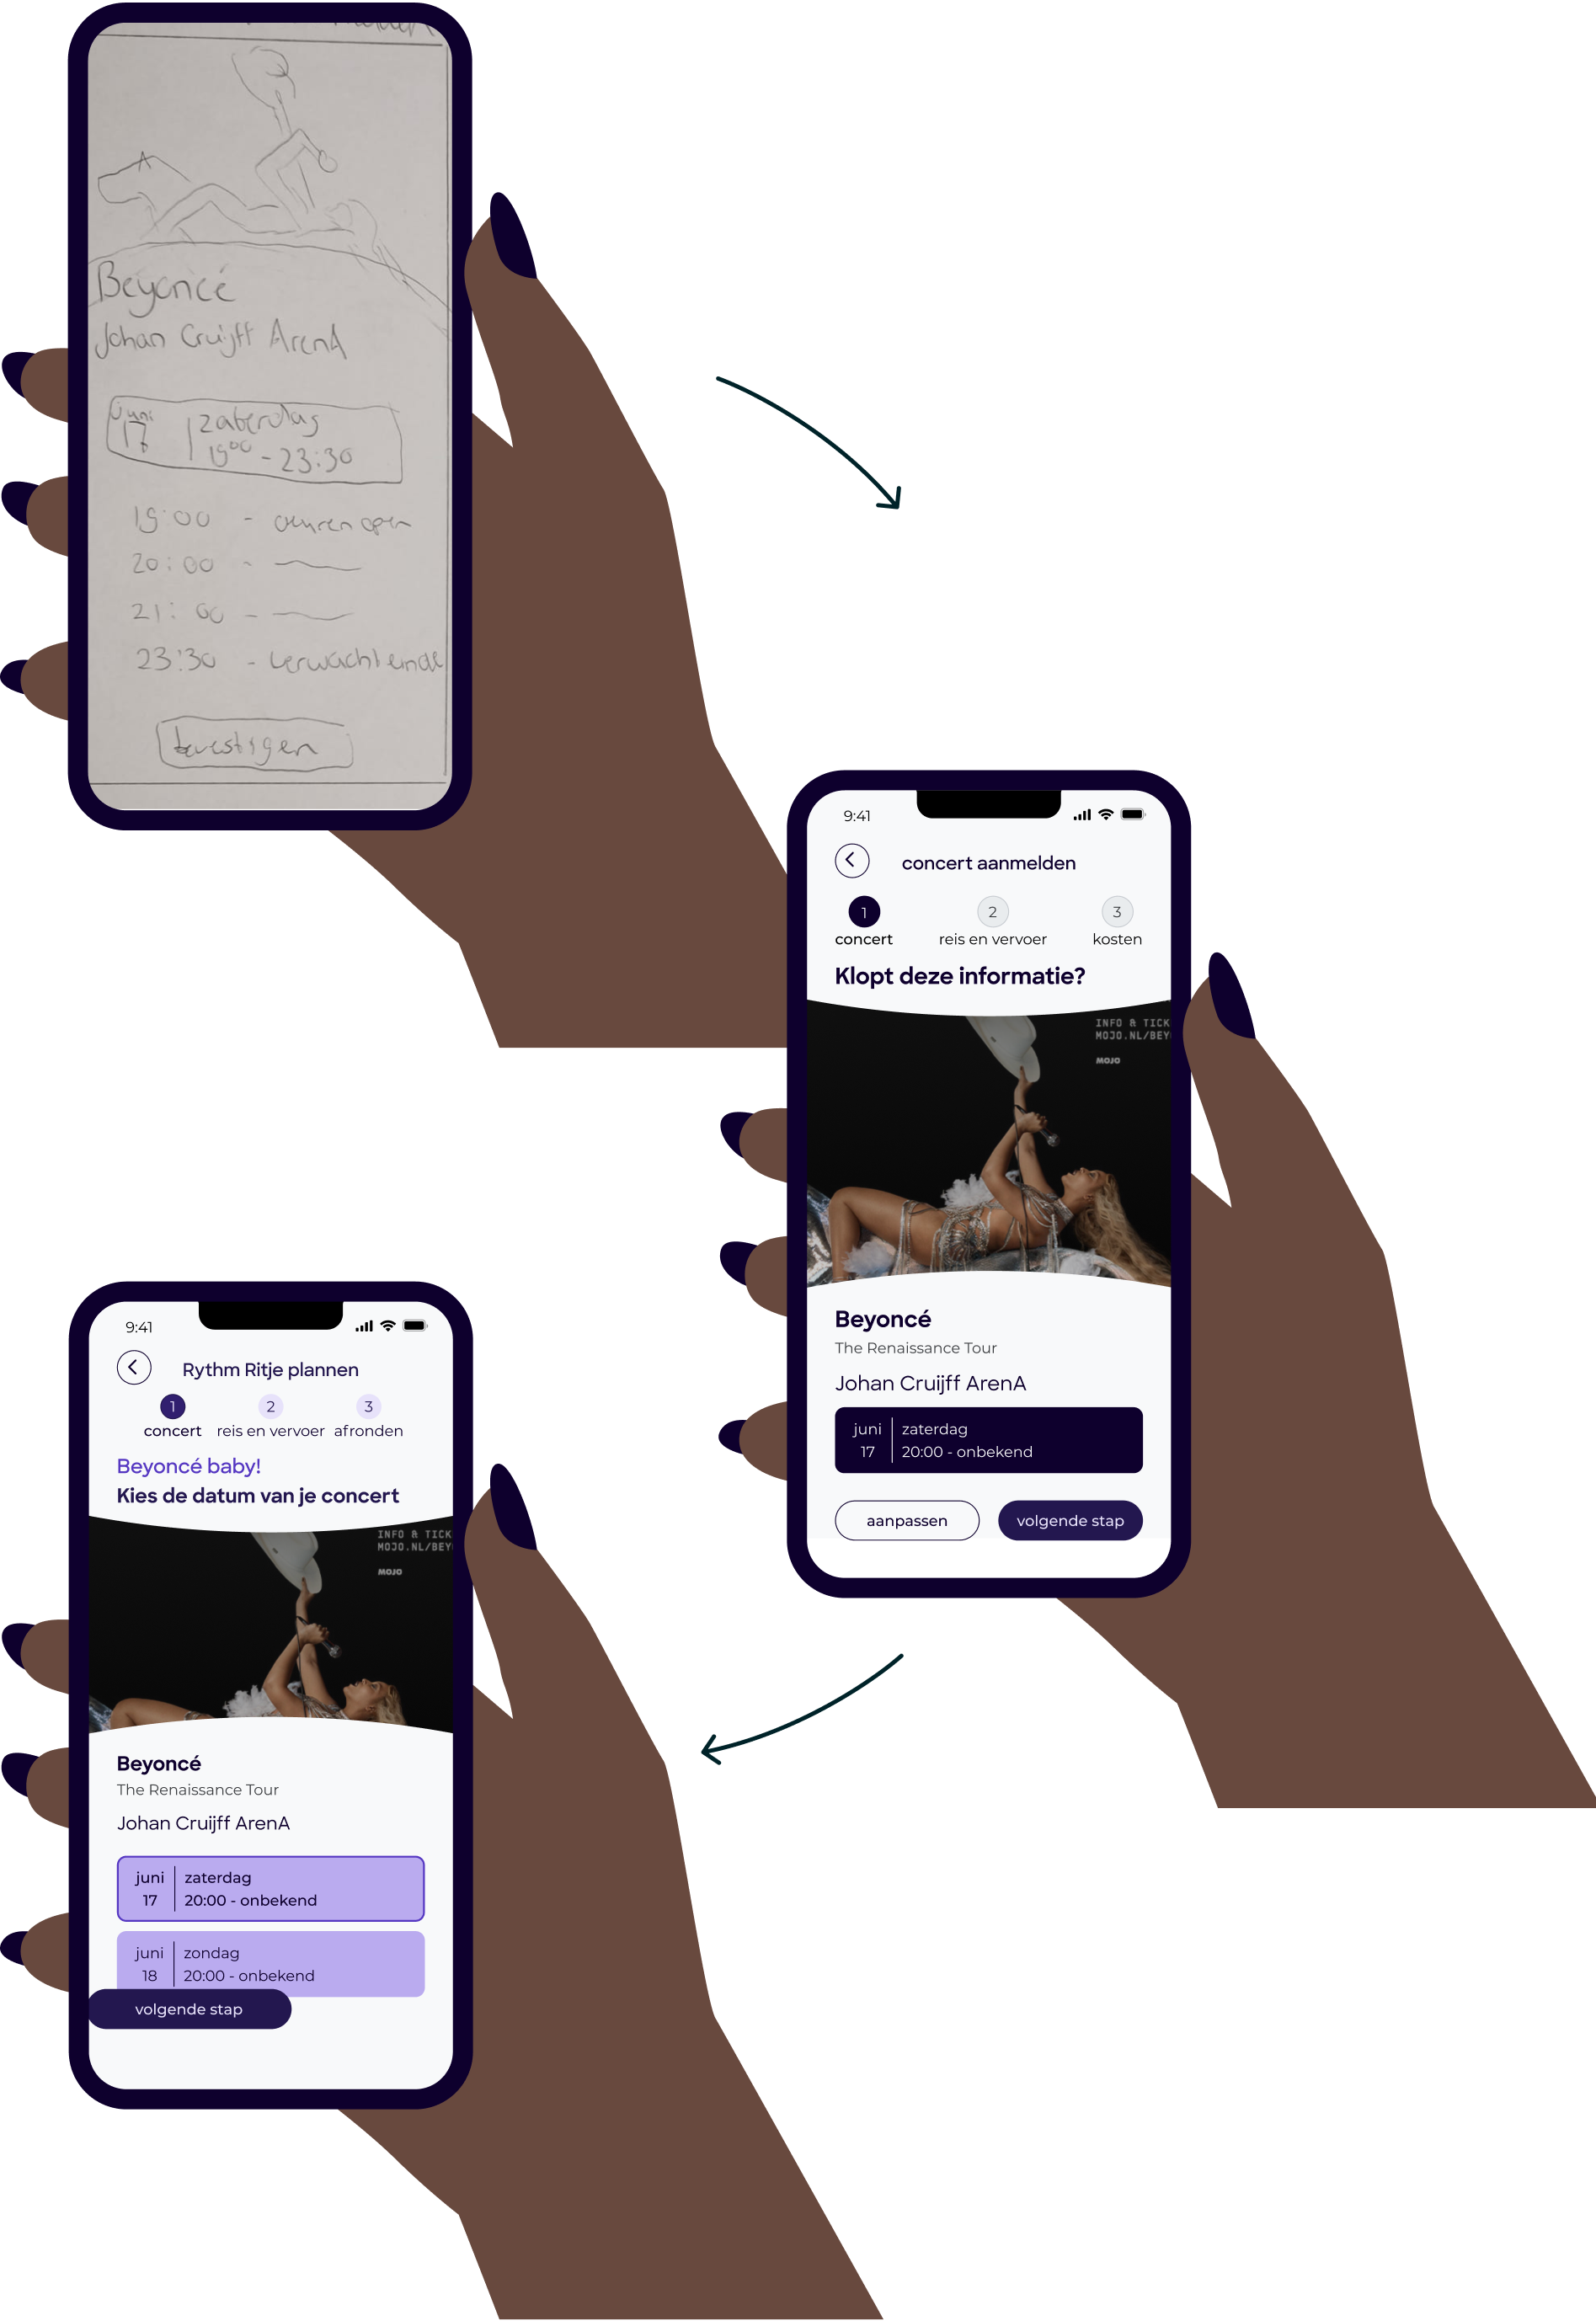 Beyoncé
Johan Cruijff ArenA
juni
17
zaterdag
19:00 - 23:30
19:00 - deuren open
20:00 -
21:00 -
23:30 - verwacht einde
bevestigen
9:41
concert aanmelden
1
2
3
concert
reis en vervoer
kosten
Klopt deze informatie?
INFO & TICK
MOJO.NL/BEY
MOJO
Beyoncé
The Renaissance Tour
Johan Cruijff ArenA
juni
17
zaterdag
20:00 - onbekend
aanpassen
volgende stap
9:41
Rythm Ritje plannen
1
2
3
concert
reis en vervoer
afronden
Beyoncé baby!
Kies de datum van je concert
INFO & TICK
MOJO.NL/BEY
MOJO
Beyoncé
The Renaissance Tour
Johan Cruijff ArenA
juni
17
zaterdag
20:00 - onbekend
juni
18
zondag
20:00 - onbekend
volgende stap